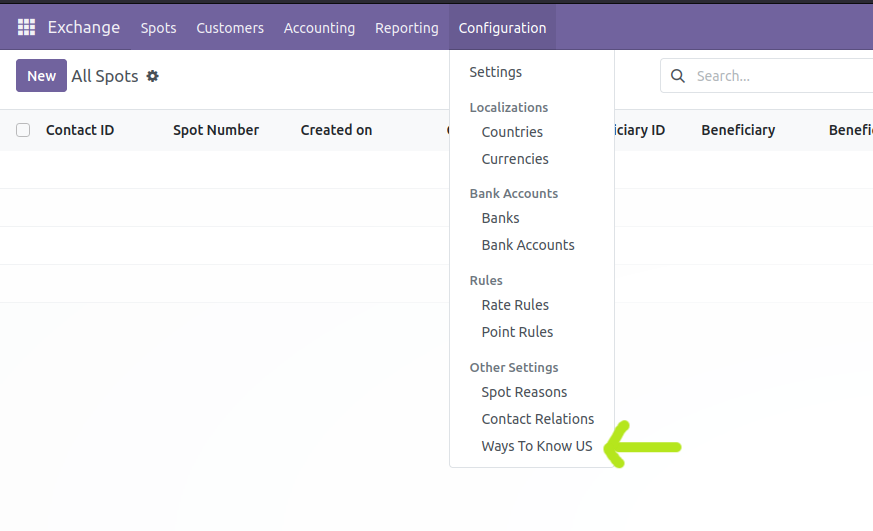 Exchange Spots Customers Accounting Reporting Configuration
New All Spots
Search...
Contact ID Spot Number Created on ciary ID Beneficiary Benefi
Settings
Localizations
Countries
Currencies
Bank Accounts
Banks
Bank Accounts
Rules
Rate Rules
Point Rules
Other Settings
Spot Reasons
Contact Relations
Ways To Know US